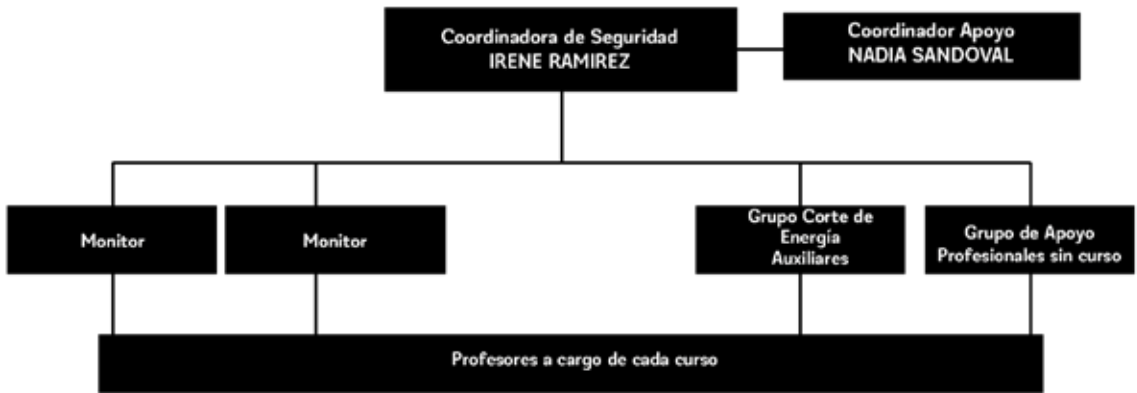 Coordinadora de Seguridad
IRENE RAMIREZ
Coordinador Apoyo
NADIA SANDOVAL
Monitor
Monitor
Grupo Corte de
Energía
Auxiliares
Grupo de Apoyo
Profesionales sin curso
Profesores a cargo de cada curso